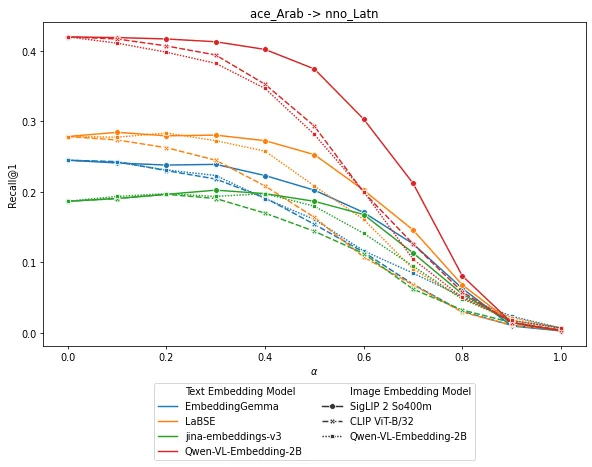 ace_Arab -> nno_Latn
Recall@1
0.4
0.3
0.2
0.1
0.0
0.0 0.2 0.4 0.6 0.8 1.0
α
Text Embedding Model Image Embedding Model
EmbeddingGemma SigLIP 2 So400m
LaBSE CLIP ViT-B/32
jina-embeddings-v3 Qwen-VL-Embedding-2B
Qwen-VL-Embedding-2B